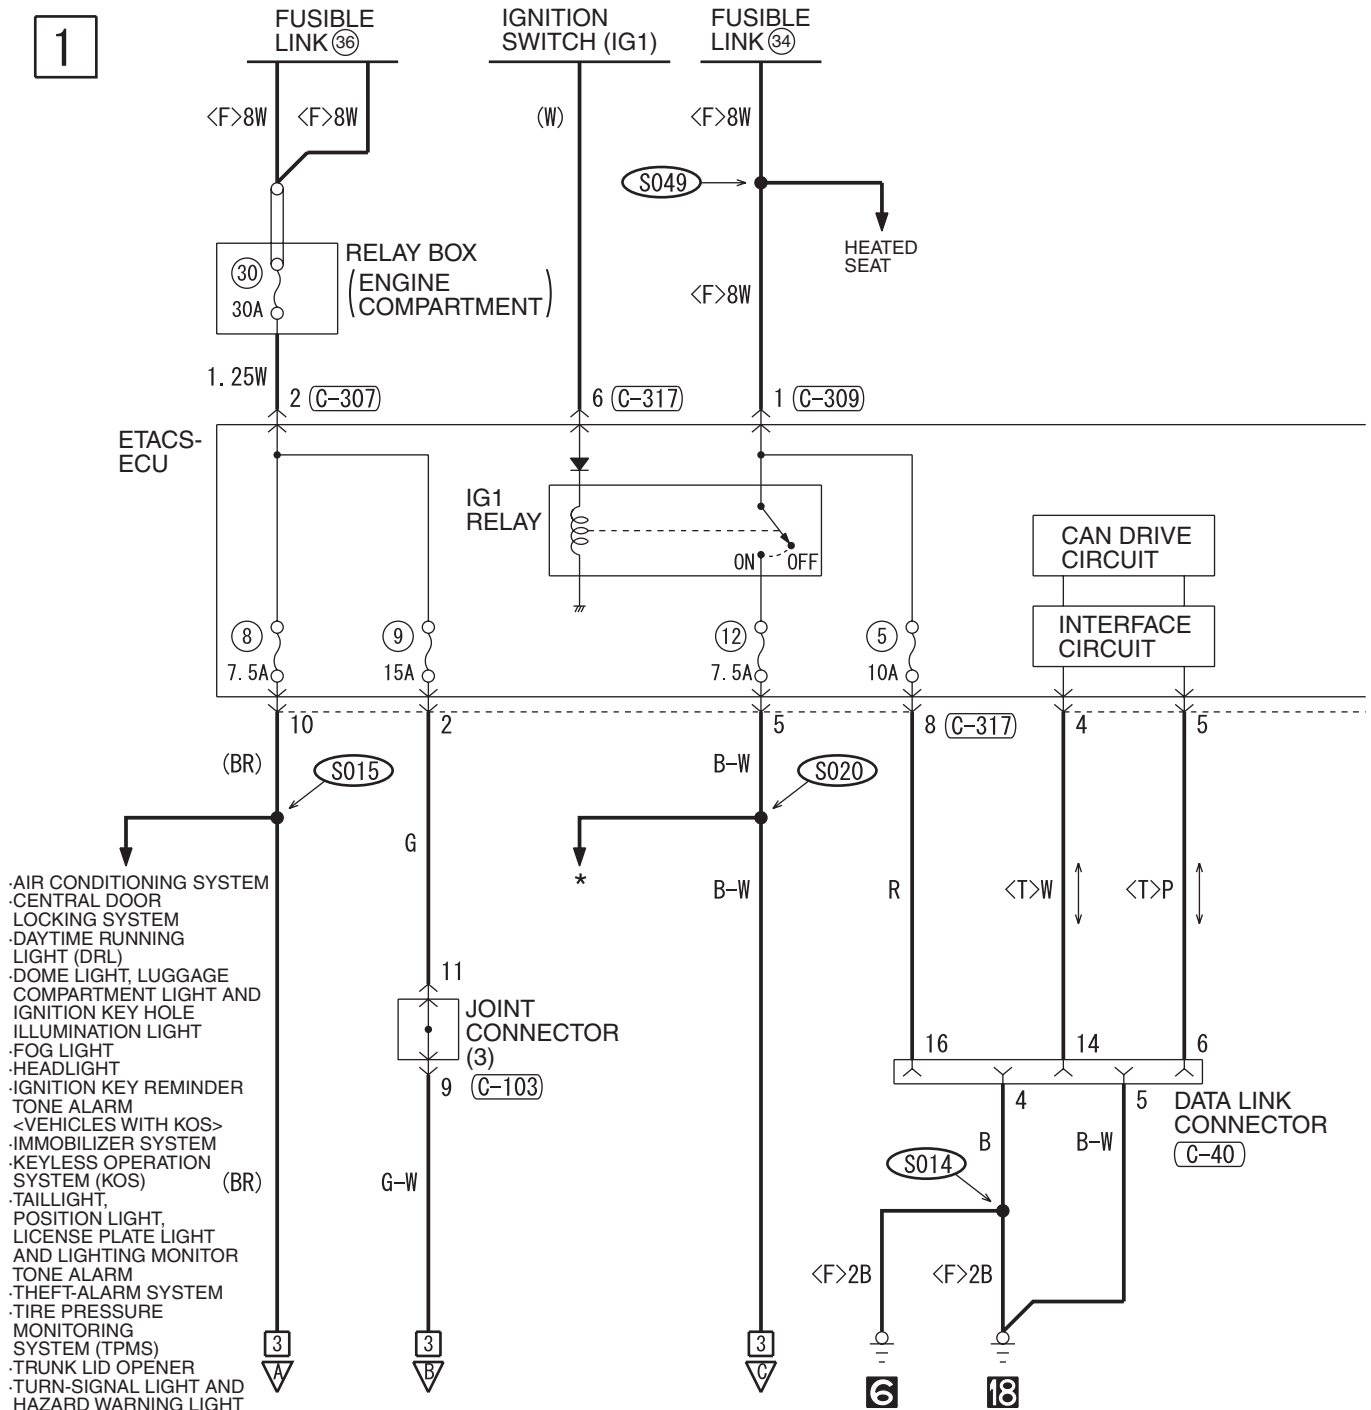 1
FUSIBLE
LINK 36
IGNITION
SWITCH (IG1)
FUSIBLE
LINK 34
<F>8W
<F>8W
(W)
<F>8W
S049
HEATED
SEAT
RELAY BOX
(ENGINE
COMPARTMENT)
30
30A
<F>8W
1.25W
2 C-307
6 C-317
1 C-309
ETACS-
ECU
IG1
RELAY
ON
OFF
CAN DRIVE
CIRCUIT
INTERFACE
CIRCUIT
8
7.5A
9
15A
12
7.5A
5
10A
10
2
5
8 C-317
4
5
(BR)
S015
B-W
S020
G
*
B-W
R
<T>W
<T>P
·AIR CONDITIONING SYSTEM
·CENTRAL DOOR
LOCKING SYSTEM
·DAYTIME RUNNING
LIGHT (DRL)
·DOME LIGHT, LUGGAGE
COMPARTMENT LIGHT AND
IGNITION KEY HOLE
ILLUMINATION LIGHT
·FOG LIGHT
·HEADLIGHT
·IGNITION KEY REMINDER
TONE ALARM
<VEHICLES WITH KOS>
·IMMOBILIZER SYSTEM
·KEYLESS OPERATION
SYSTEM (KOS)
·TAILLIGHT,
POSITION LIGHT,
LICENSE PLATE LIGHT
AND LIGHTING MONITOR
TONE ALARM
·THEFT-ALARM SYSTEM
·TIRE PRESSURE
MONITORING
SYSTEM (TPMS)
·TRUNK LID OPENER
·TURN-SIGNAL LIGHT AND
HAZARD WARNING LIGHT
11
JOINT
CONNECTOR
(3)
9 C-103
16
14
6
4
5
DATA LINK
CONNECTOR
C-40
B
B-W
S014
(BR)
G-W
<F>2B
<F>2B
3
A
3
B
3
C
6
18